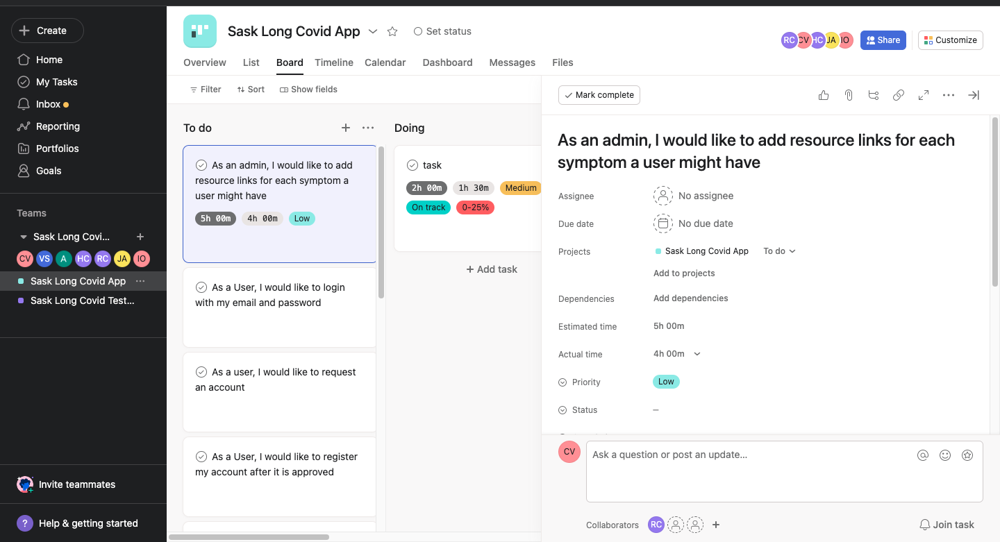 Create
Home
My Tasks
Inbox
Reporting
Portfolios
Goals
Teams
Sask Long Covi...
CV VS A HC RC JA IO
Sask Long Covid App
Sask Long Covid Test...
Invite teammates
? Help & getting started
Sask Long Covid App
Set status
RC CV HC JA IO
Share
Customize
Overview List Board Timeline Calendar Dashboard Messages Files
Filter Sort Show fields
To do
As an admin, I would like to add
resource links for each symptom a
user might have
5h 00m 4h 00m Low
As a User, I would like to login
with my email and password
As a user, I would like to request
an account
As a User, I would like to register
my account after it is approved
Doing
task
2h 00m 1h 30m Medium
On track 0-25%
+ Add task
Mark complete
As an admin, I would like to add resource links for each
symptom a user might have
Assignee No assignee
Due date No due date
Projects Sask Long Covid App To do
Add to projects
Dependencies Add dependencies
Estimated time 5h 00m
Actual time 4h 00m
Priority Low
Status –
CV Ask a question or post an update...
Collaborators RC +
Join task